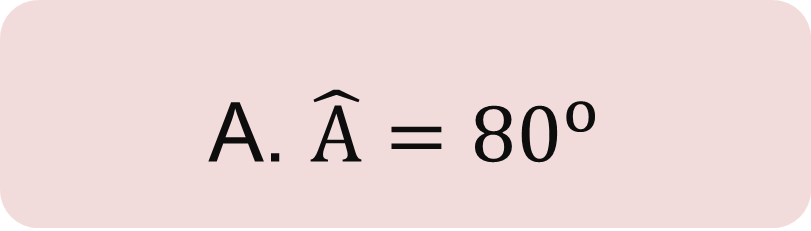 A. Â = 80º